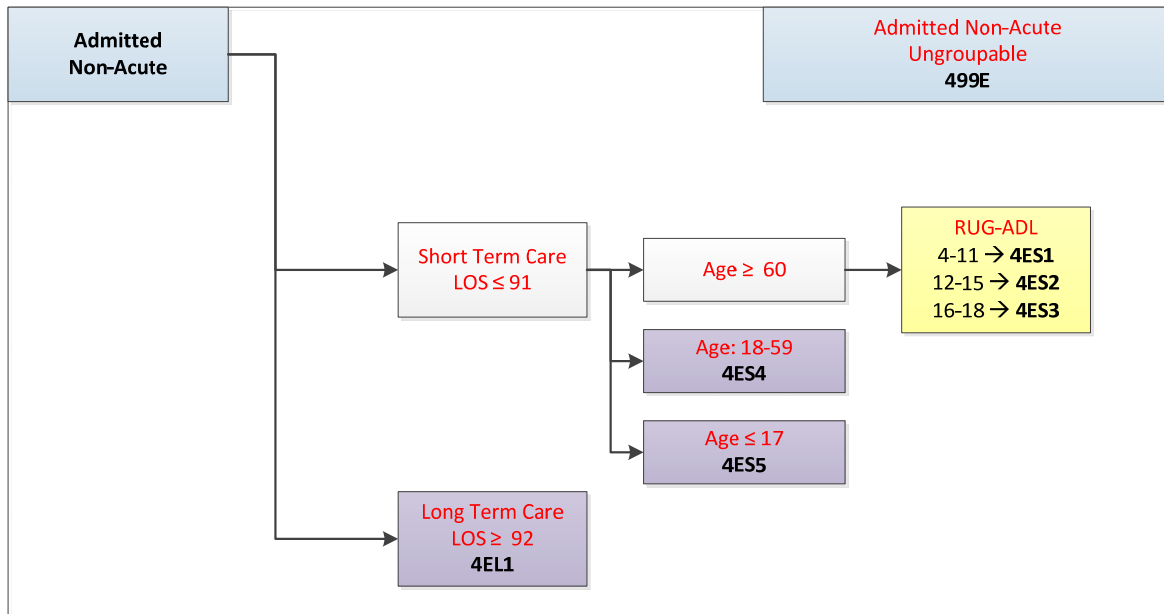 Admitted
Non-Acute
Admitted Non-Acute
Ungroupable
499E
Short Term Care
LOS ≤ 91
Age ≥ 60
RUG-ADL
4-11 → 4ES1
12-15 → 4ES2
16-18 → 4ES3
Age: 18-59
4ES4
Age ≤ 17
4ES5
Long Term Care
LOS ≥ 92
4EL1